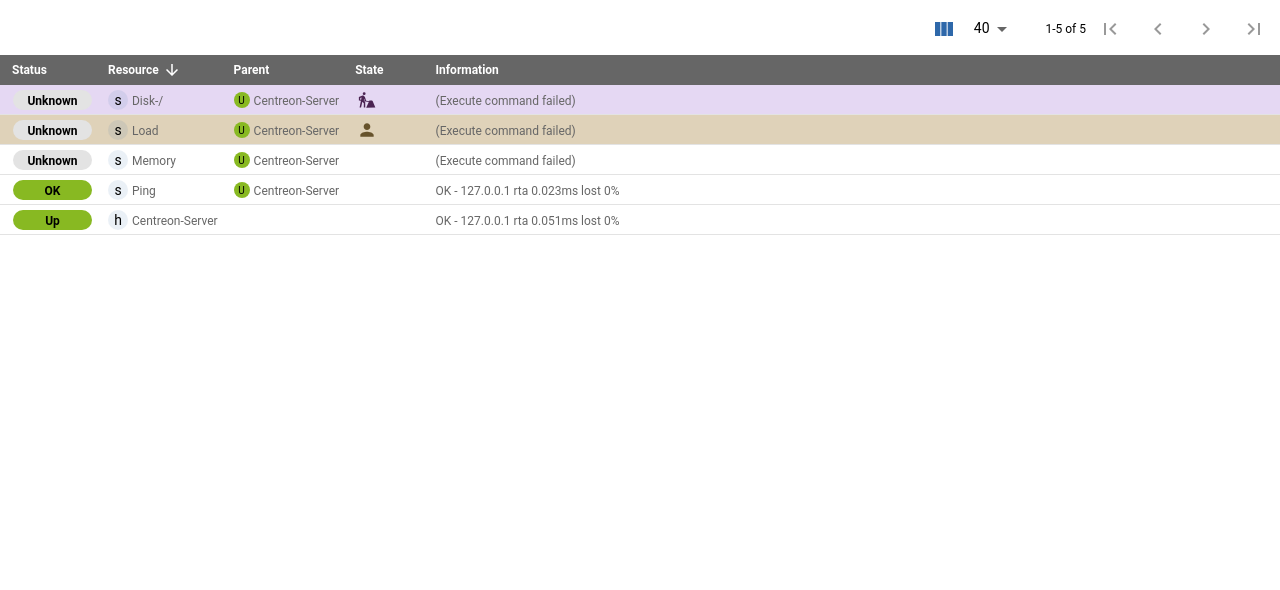 40 1-5 of 5
Status Resource Parent State Information
Unknown s Disk-/ U Centreon-Server (Execute command failed)
Unknown s Load U Centreon-Server (Execute command failed)
Unknown s Memory U Centreon-Server (Execute command failed)
OK s Ping U Centreon-Server OK - 127.0.0.1 rta 0.023ms lost 0%
Up h Centreon-Server OK - 127.0.0.1 rta 0.051ms lost 0%